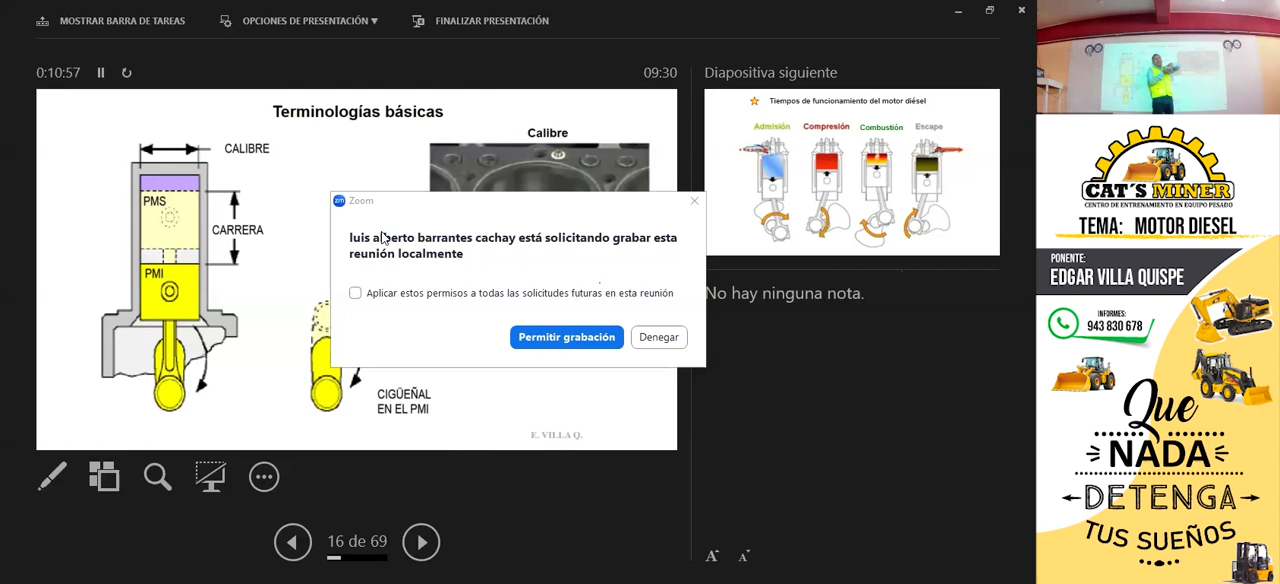 MOSTRAR BARRA DE TAREAS
OPCIONES DE PRESENTACIÓN ▼
FINALIZAR PRESENTACIÓN
0:10:57
09:30
Terminologías básicas
CALIBRE
PMS
CARRERA
PMI
Calibre
CIGÜEÑAL
EN EL PMI
E. VILLA Q.
zm Zoom
luis alberto barrantes cachay está solicitando grabar esta
reunión localmente
Aplicar estos permisos a todas las solicitudes futuras en esta reunión
Permitir grabación
Denegar
16 de 69
Diapositiva siguiente
Tiempos de funcionamiento del motor diésel
Admisión
Compresión
Combustión
Escape
No hay ninguna nota.
A
A
CAT´S MINER
CENTRO DE ENTRENAMIENTO EN EQUIPO PESADO
TEMA: MOTOR DIESEL
PONENTE:
EDGAR VILLA QUISPE
INFORMES:
943 830 678
Que
NADA
DETENGA
TUS SUEÑOS